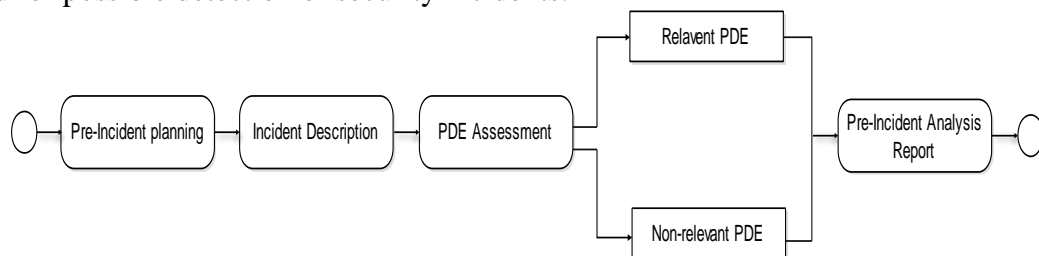 possible detection of security incidents.
Relavent PDE
Pre-Incident planning
Incident Description
PDE Assessment
Pre-Incident Analysis
Report
Non-relevant PDE